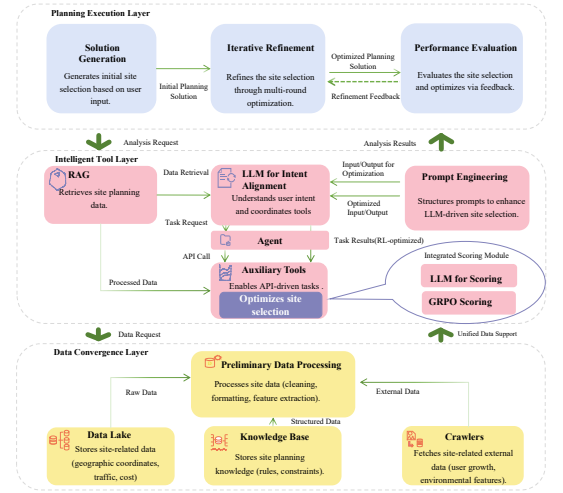 Planning Execution Layer
Solution
Generation
Generates initial site
selection based on user
input.
Initial Planning
Solution
Iterative Refinement
Refines the site selection
through multi-round
optimization.
Optimized Planning
Solution
Refinement Feedback
Performance Evaluation
Evaluates the site selection
and optimizes via feedback.
Analysis Request
Analysis Results
Intelligent Tool Layer
RAG
Retrieves site planning
data.
Data Retrieval
LLM for Intent
Alignment
Understands user intent
and coordinates tools
Input/Output for
Optimization
Optimized
Input/Output
Prompt Engineering
Structures prompts to enhance
LLM-driven site selection.
Task Request
Agent
Task Results(RL-optimized)
API Call
Auxiliary Tools
Enables API-driven tasks .
Optimizes site
selection
Processed Data
Integrated Scoring Module
LLM for Scoring
GRPO Scoring
Data Request
Unified Data Support
Data Convergence Layer
Preliminary Data Processing
Processes site data (cleaning,
formatting, feature extraction).
Raw Data
External Data
Structured Data
Data Lake
Stores site-related data
(geographic coordinates,
traffic, cost)
Knowledge Base
Stores site planning
knowledge (rules, constraints).
Crawlers
Fetches site-related external
data (user growth,
environmental features).